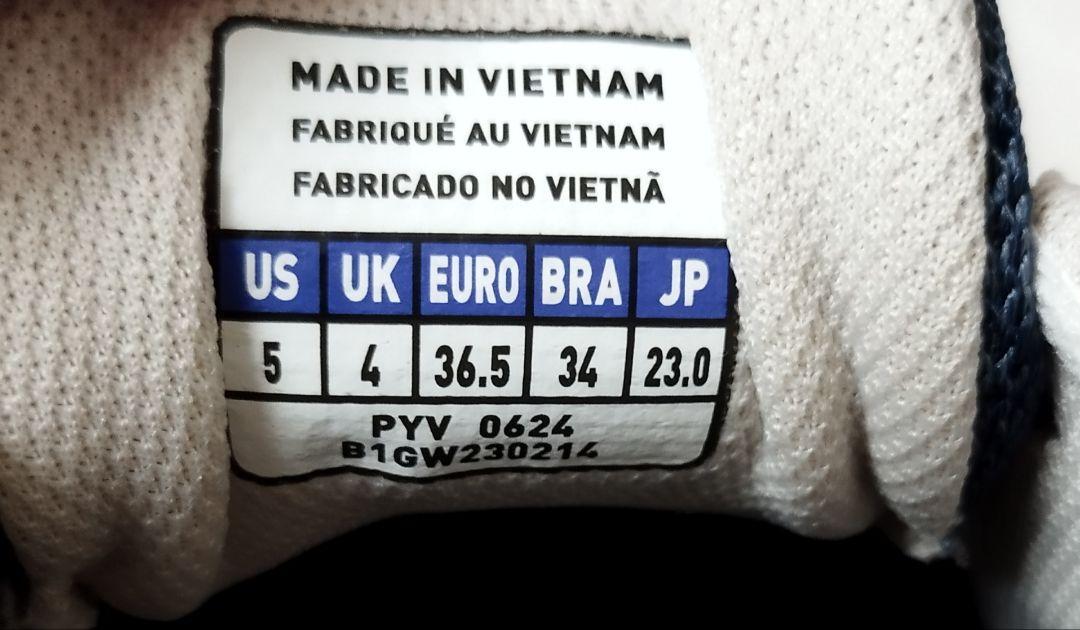 MADE IN VIETNAM
FABRIQUÉ AU VIETNAM
FABRICADO NO VIETNÃ
US UK EURO BRA JP
5 4 36.5 34 23.0
PYV 0624
B1GW230214